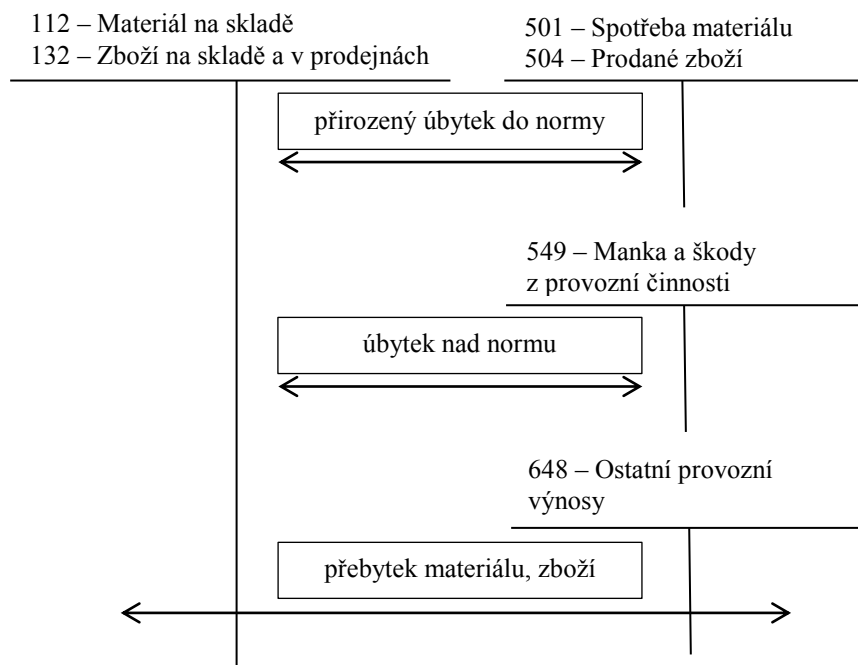 112 – Materiál na skladě
132 – Zboží na skladě a v prodejnách
501 – Spotřeba materiálu
504 – Prodané zboží
přirozený úbytek do normy
549 – Manka a škody
z provozní činnosti
úbytek nad normu
648 – Ostatní provozní
výnosy
přebytek materiálu, zboží